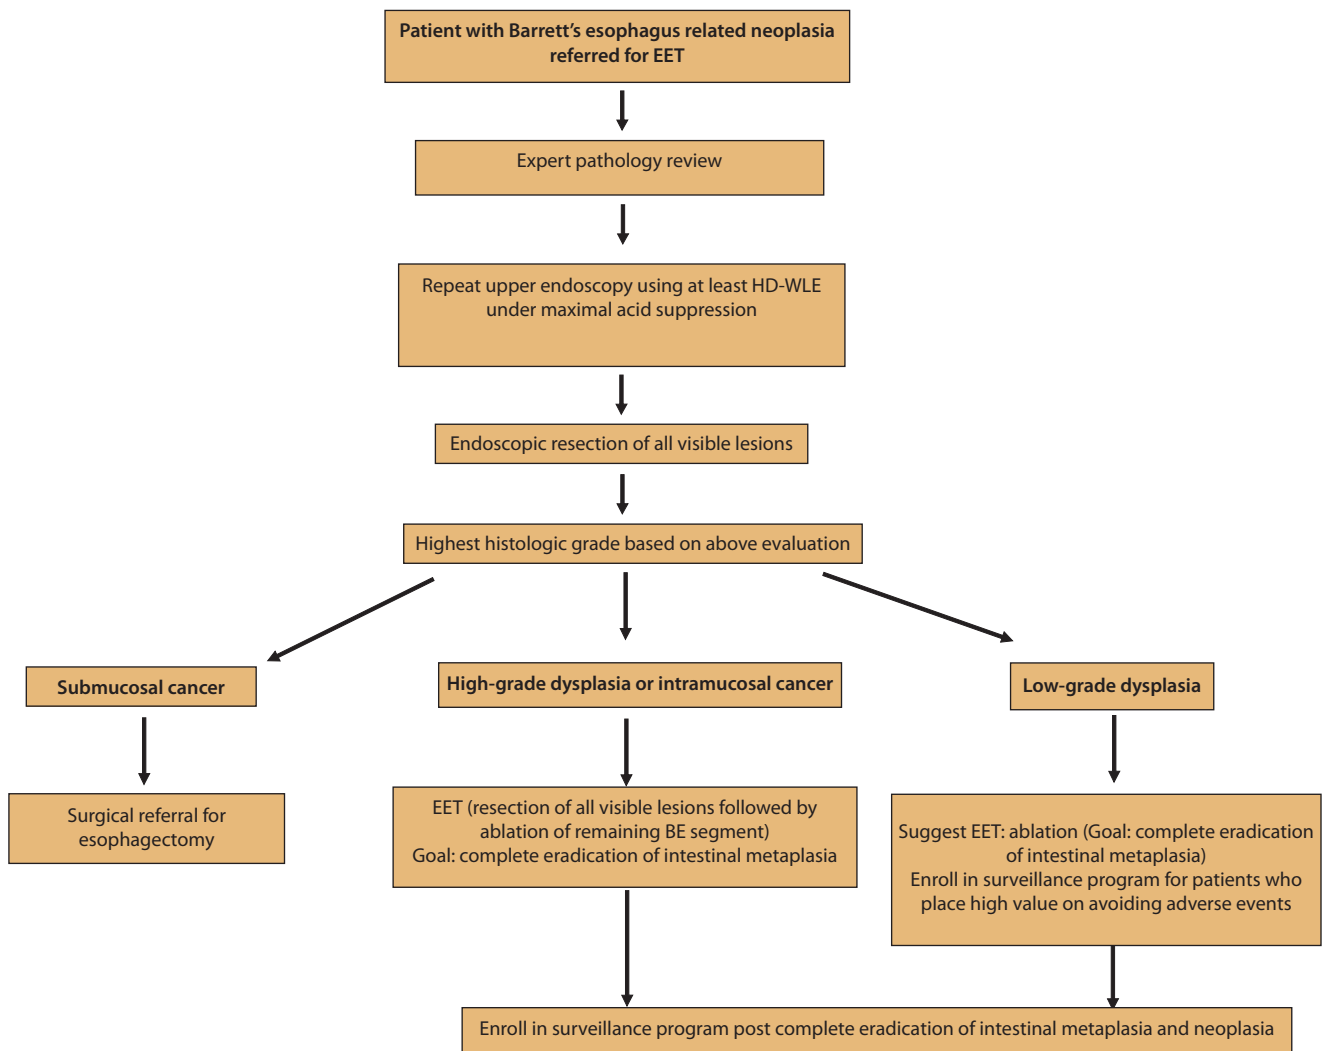 Patient with Barrett’s esophagus related neoplasia
referred for EET
Expert pathology review
Repeat upper endoscopy using at least HD-WLE
under maximal acid suppression
Endoscopic resection of all visible lesions
Highest histologic grade based on above evaluation
Submucosal cancer
High-grade dysplasia or intramucosal cancer
Low-grade dysplasia
Surgical referral for
esophagectomy
EET (resection of all visible lesions followed by
ablation of remaining BE segment)
Goal: complete eradication of intestinal metaplasia
Suggest EET: ablation (Goal: complete eradication
of intestinal metaplasia)
Enroll in surveillance program for patients who
place high value on avoiding adverse events
Enroll in surveillance program post complete eradication of intestinal metaplasia and neoplasia